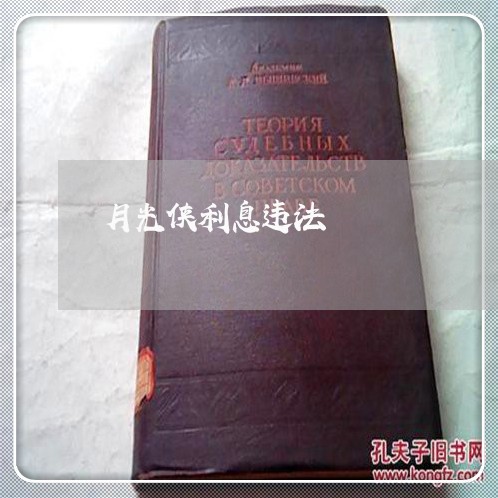 Академик
ТЕОРИЯ
СУДЕБНЫХ
ДОКАЗАТЕЛЬСТВ
В СОВЕТСКОМ
月光侠利息违法
孔夫子旧书网
www.kongfz.com